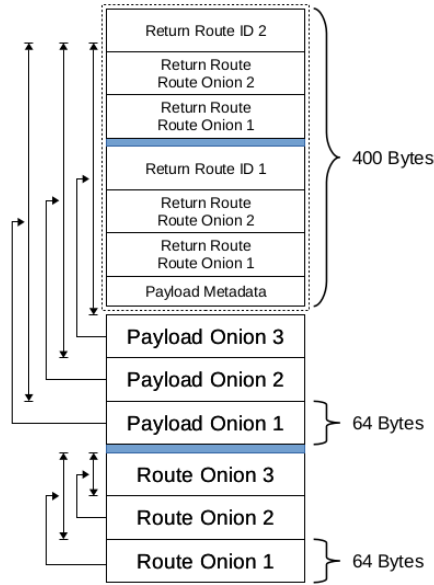 Return Route ID 2
Return Route
Route Onion 2
Return Route
Route Onion 1
400 Bytes
Return Route ID 1
Return Route
Route Onion 2
Return Route
Route Onion 1
Payload Metadata
Payload Onion 3
Payload Onion 2
Payload Onion 1
64 Bytes
Route Onion 3
Route Onion 2
Route Onion 1
64 Bytes